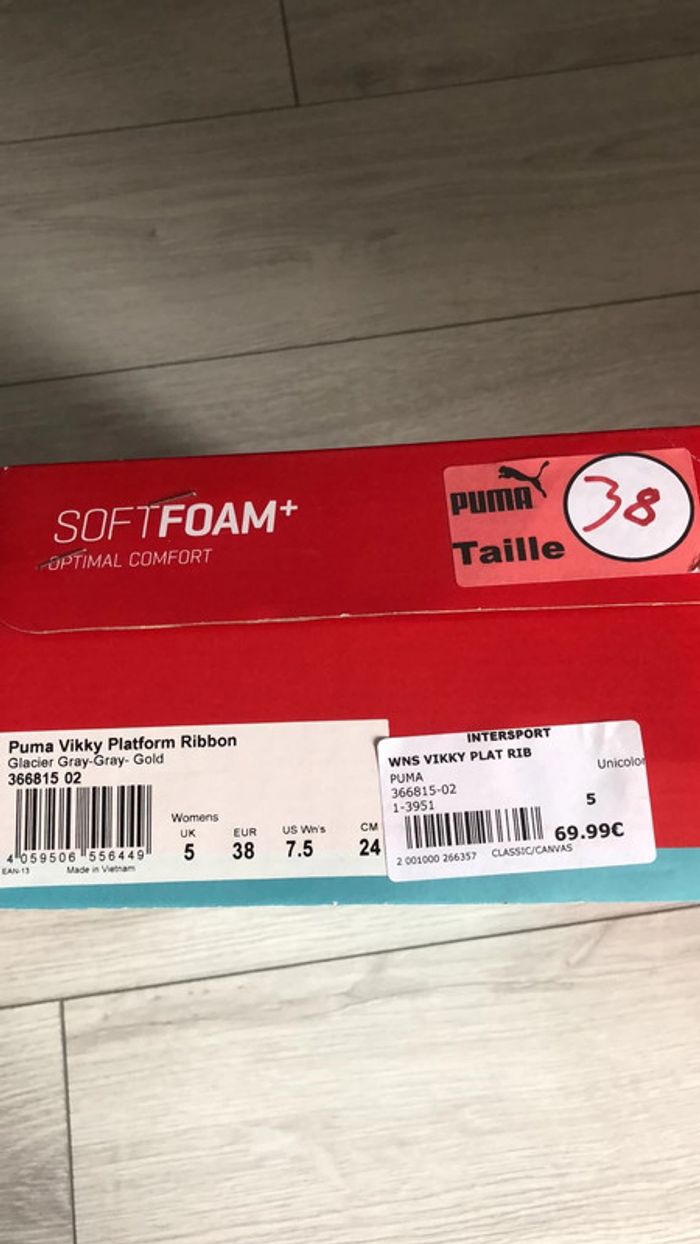 SOFTFOAM+
OPTIMAL COMFORT
PUMA
Taille
38
Puma Vikky Platform Ribbon
Glacier Gray-Gray- Gold
366815 02
4 059506 556449
EAN-13
Made in Vietnam
Womens
UK EUR US Wn's CM
5 38 7.5 24
INTERSPORT
WNS VIKKY PLAT RIB
Unicolor
PUMA
366815-02
1-3951
5
69.99€
2 001000 266357 CLASSIC/CANVAS